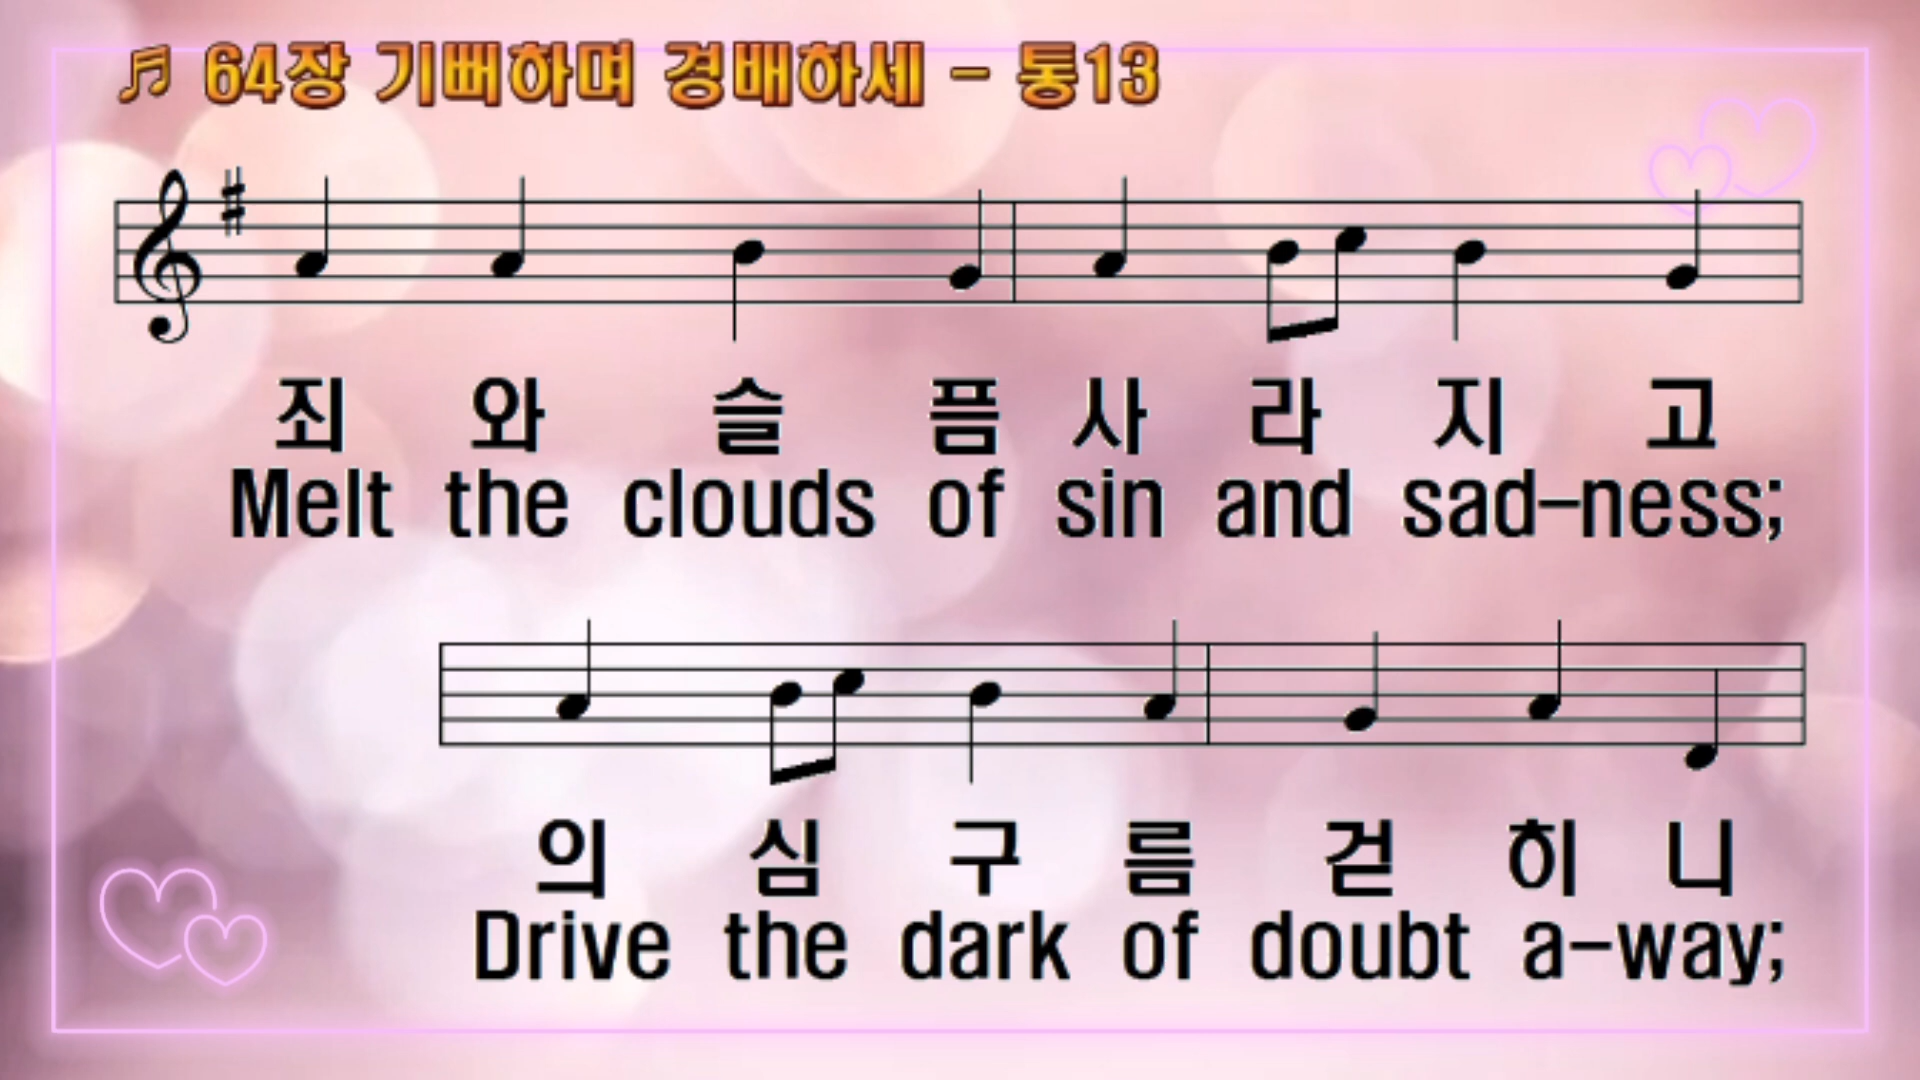 ♬ 64장 기뻐하며 경배하세 - 통13
죄 와 슬 픔 사 라 지 고
Melt the clouds of sin and sad-ness;
의 심 구 름 걷 히 니
Drive the dark of doubt a-way;